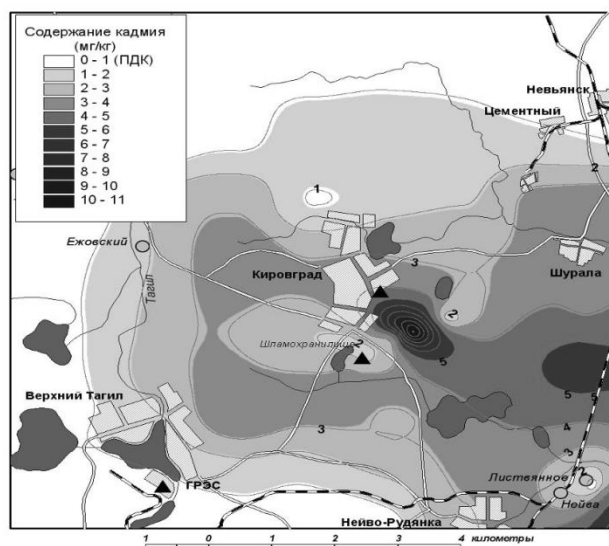 Содержание кадмия
(мг/кг)
0 - 1 (ПДК)
1 - 2
2 - 3
3 - 4
4 - 5
5 - 6
6 - 7
7 - 8
8 - 9
9 - 10
10 - 11
Невьянск
Цементный
2
1
Ежовский
3
Шурала
Кировград
Тагил
2
Шламохранилище
2
5
Верхний Тагил
5
5
4
3
3
Листвянное
2
ГРЭС
Нейва
Нейво-Рудянка
1 0 1 2 3 4 километры